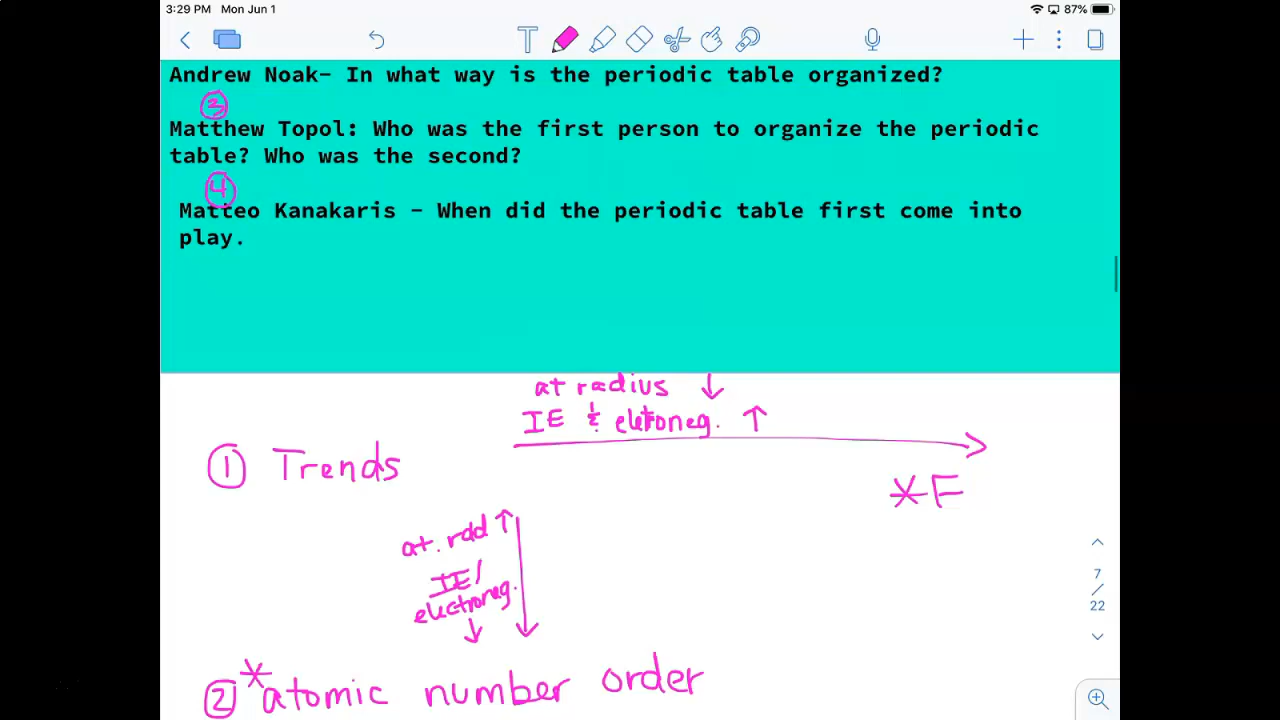 3:29 PM Mon Jun 1
87%
T
Andrew Noak- In what way is the periodic table organized?
3
Matthew Topol: Who was the first person to organize the periodic
table? Who was the second?
4
Matteo Kanakaris - When did the periodic table first come into
play.
at radius ↓
IE & eletroneg. ↑
1 Trends
*F
at. rad ↑
IE/
electroneg.
↓
7
/
22
2 *atomic number order